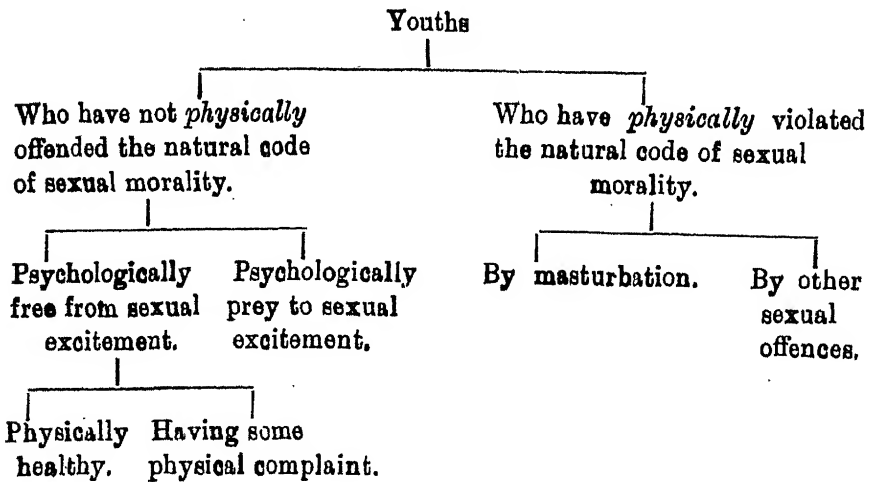 Youths
Who have not physically
offended the natural code
of sexual morality.
Who have physically violated
the natural code of sexual
morality.
Psychologically
free from sexual
excitement.
Psychologically
prey to sexual
excitement.
By masturbation.
By other
sexual
offences.
Physically
healthy.
Having some
physical complaint.